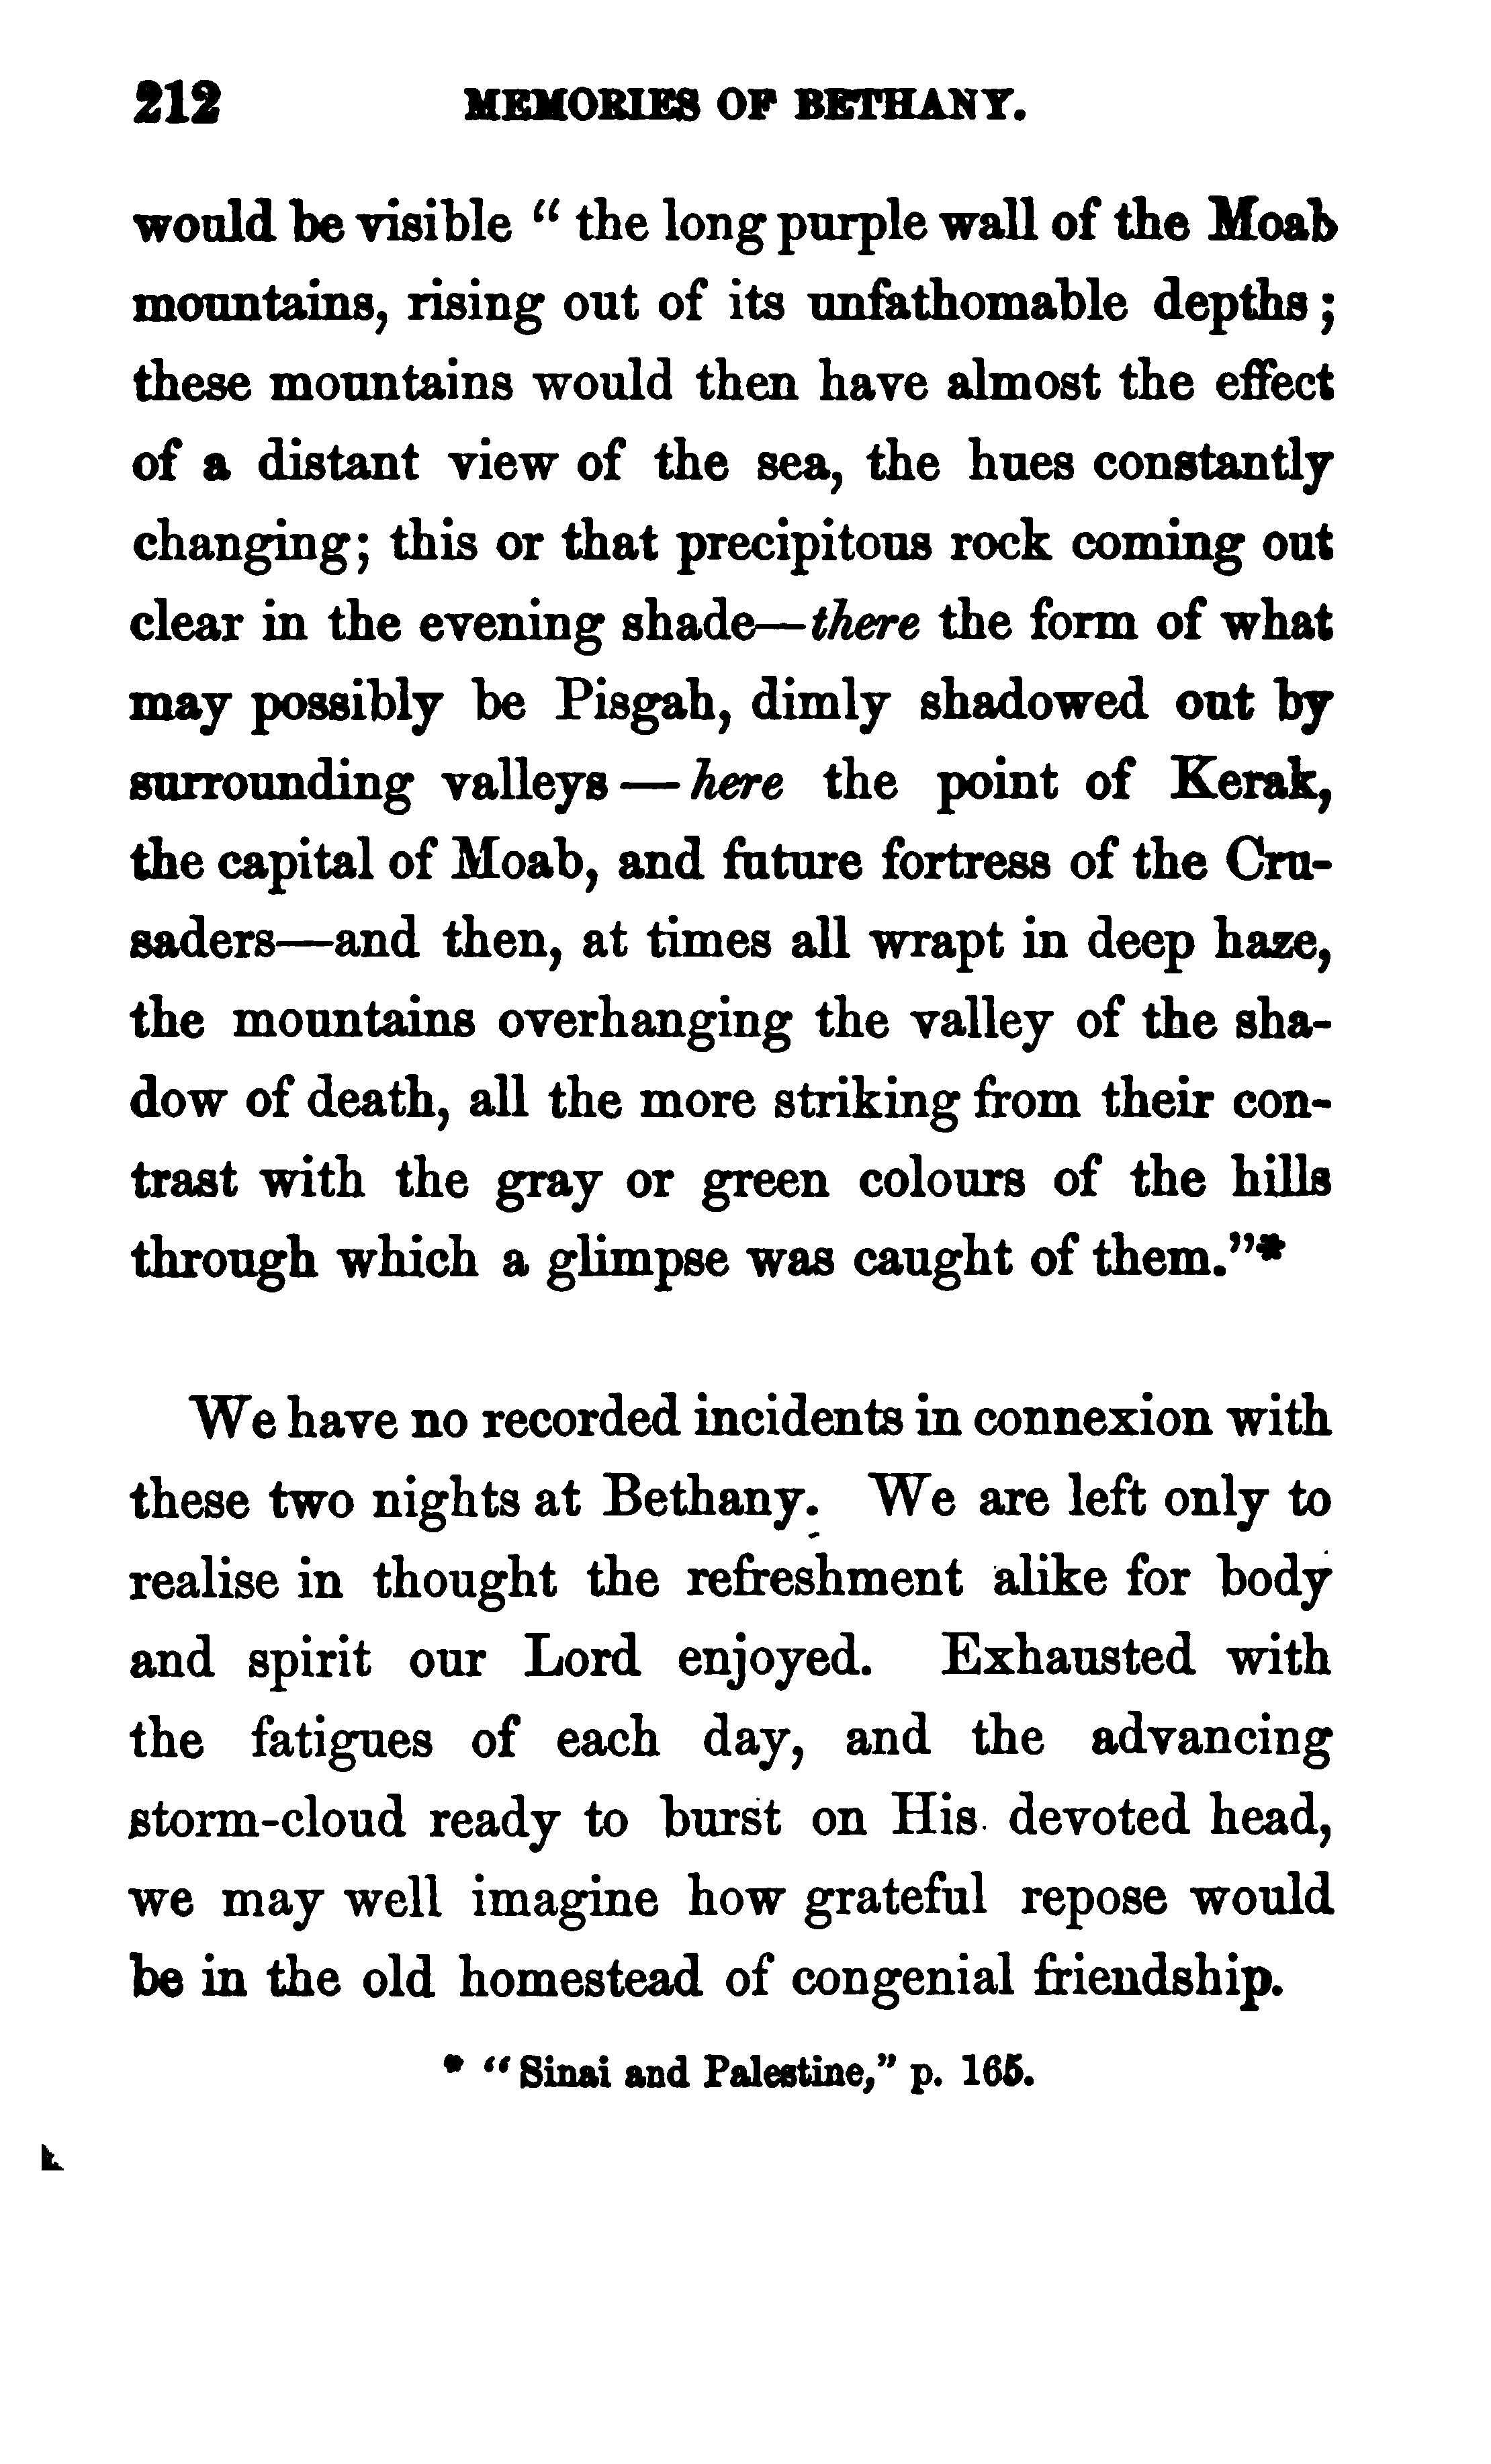 212 MEMORIES OF BETHANY.
would be visible “ the long purple wall of the Moab
mountains, rising out of its unfathomable depths ;
these mountains would then have almost the effect
of a distant view of the sea, the hues constantly
changing; this or that precipitous rock coming out
clear in the evening shade—there the form of what
may possibly be Pisgah, dimly shadowed out by
surrounding valleys — here the point of Kerak,
the capital of Moab, and future fortress of the Cru-
saders—and then, at times all wrapt in deep haze,
the mountains overhanging the valley of the sha-
dow of death, all the more striking from their con-
trast with the gray or green colours of the hills
through which a glimpse was caught of them.”*
We have no recorded incidents in connexion with
these two nights at Bethany. We are left only to
realise in thought the refreshment alike for body
and spirit our Lord enjoyed. Exhausted with
the fatigues of each day, and the advancing
storm-cloud ready to burst on His devoted head,
we may well imagine how grateful repose would
be in the old homestead of congenial friendship.
* “ Sinai and Palestine,” p. 165.